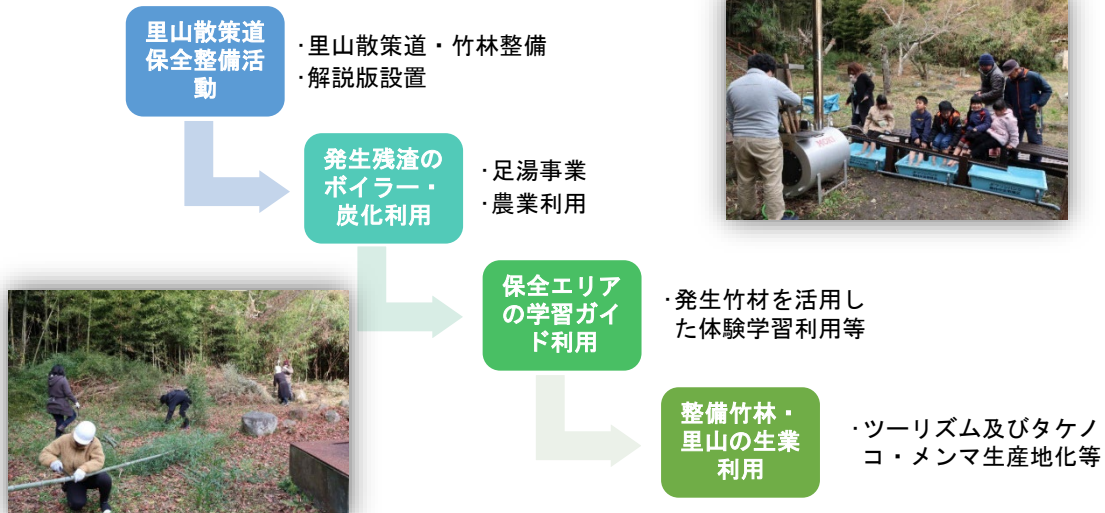 里山散策道
保全整備活
動
·里山散策道・竹林整備
·解説版設置
発生残渣の
ボイラー・
炭化利用
·足湯事業
·農業利用
保全エリア
の学習ガイ
ド利用
·発生竹材を活用し
た体験学習利用等
整備竹林・
里山の生業
利用
·ツーリズム及びタケノ
コ・メンマ生産地化等